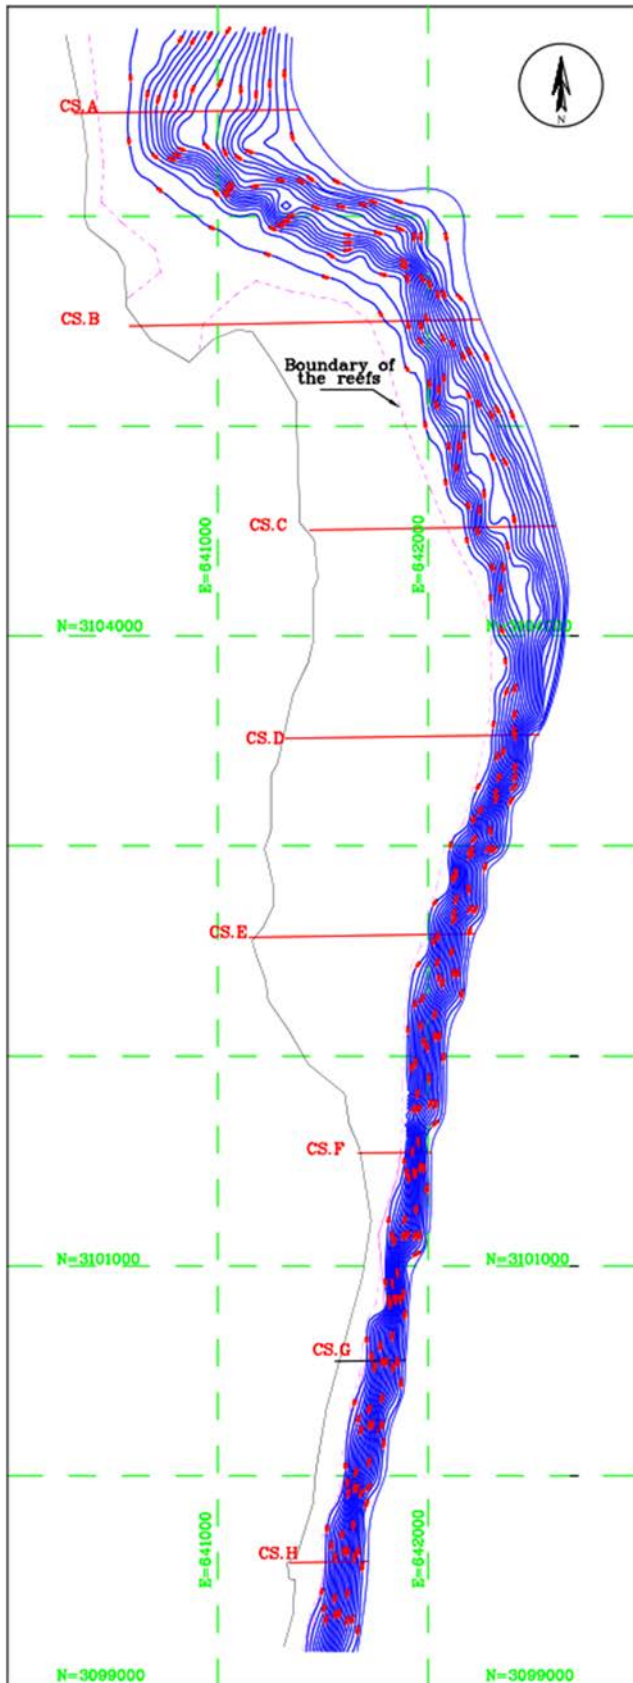 CS.A
N
CS.B
Boundary of
the reefs
CS.C
E=641000
E=642000
N=3104000
N=3104000
CS.D
CS.E
CS.F
N=3101000
N=3101000
CS.G
E=641000
E=642000
CS.H
N=3099000
N=3099000